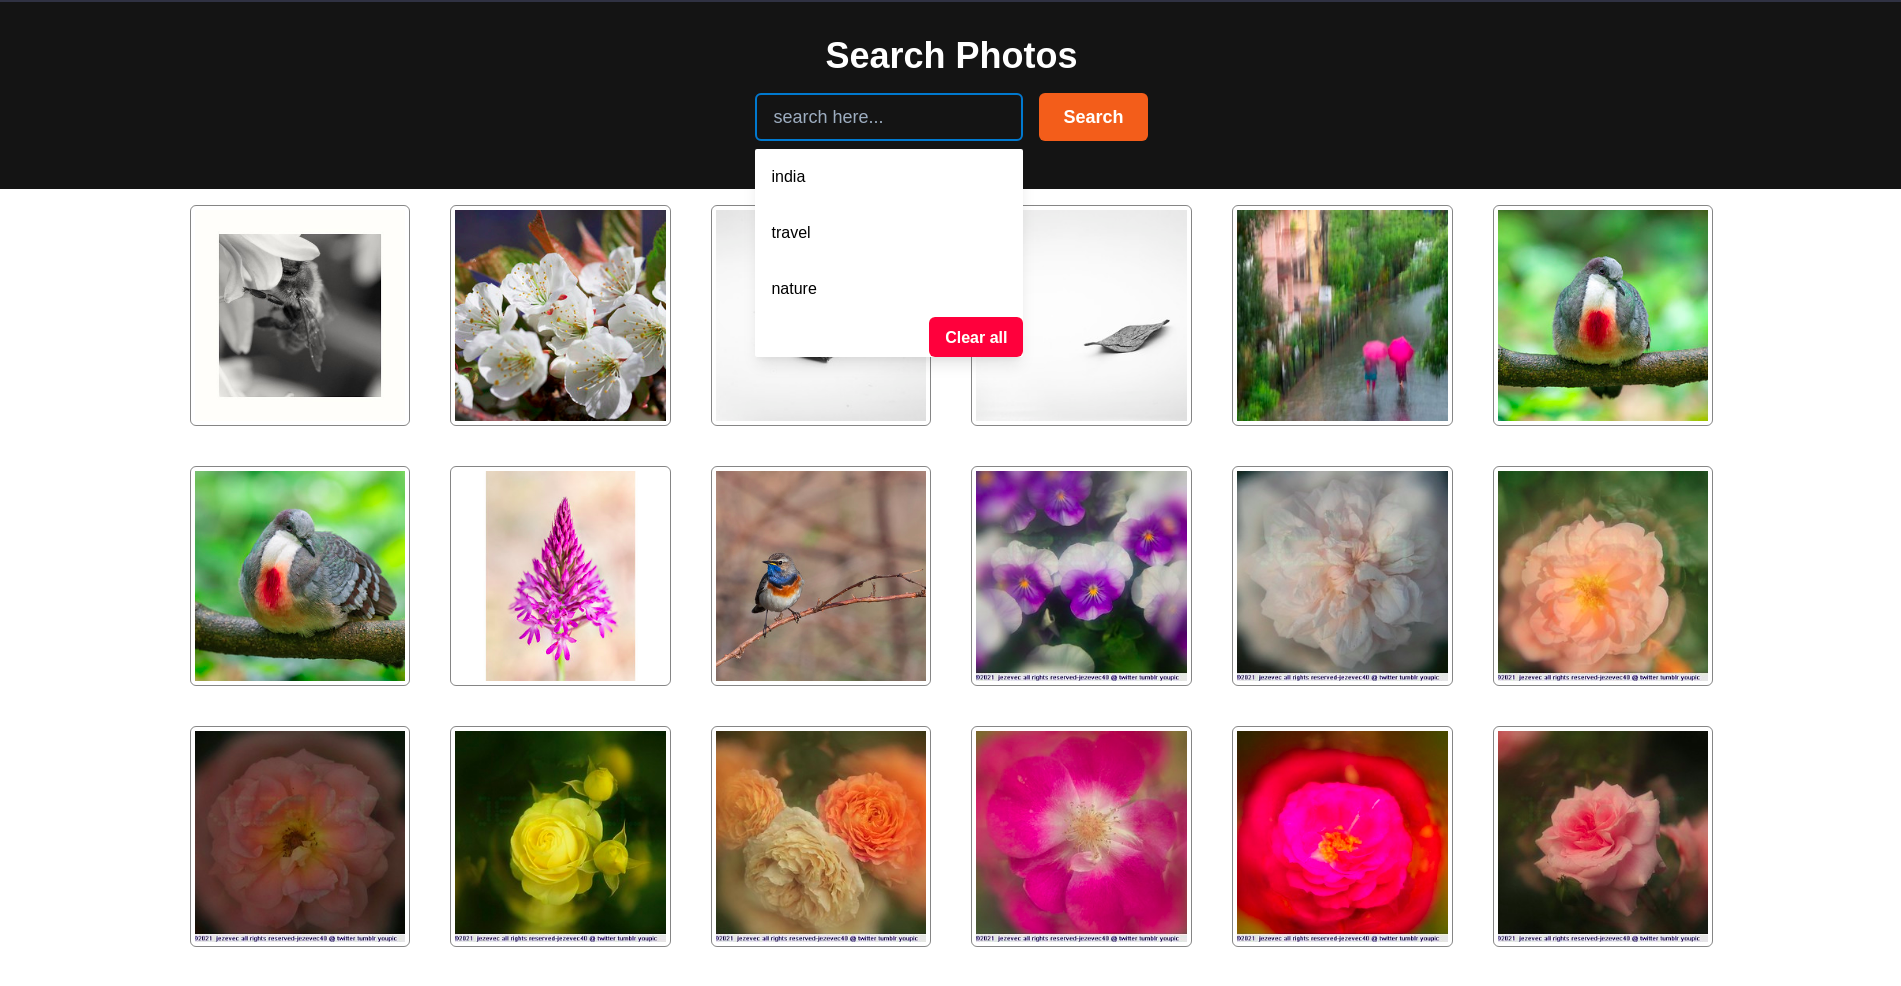 Search Photos
search here...
Search
india
travel
nature
Clear all
©2021 jezevec all rights reserved-jezevec40 @ twitter tumblr youpic
©2021 jezevec all rights reserved-jezevec40 @ twitter tumblr youpic
©2021 jezevec all rights reserved-jezevec40 @ twitter tumblr youpic
©2021 jezevec all rights reserved-jezevec40 @ twitter tumblr youpic
©2021 jezevec all rights reserved-jezevec40 @ twitter tumblr youpic
©2021 jezevec all rights reserved-jezevec40 @ twitter tumblr youpic
©2021 jezevec all rights reserved-jezevec40 @ twitter tumblr youpic
©2021 jezevec all rights reserved-jezevec40 @ twitter tumblr youpic
©2021 jezevec all rights reserved-jezevec40 @ twitter tumblr youpic